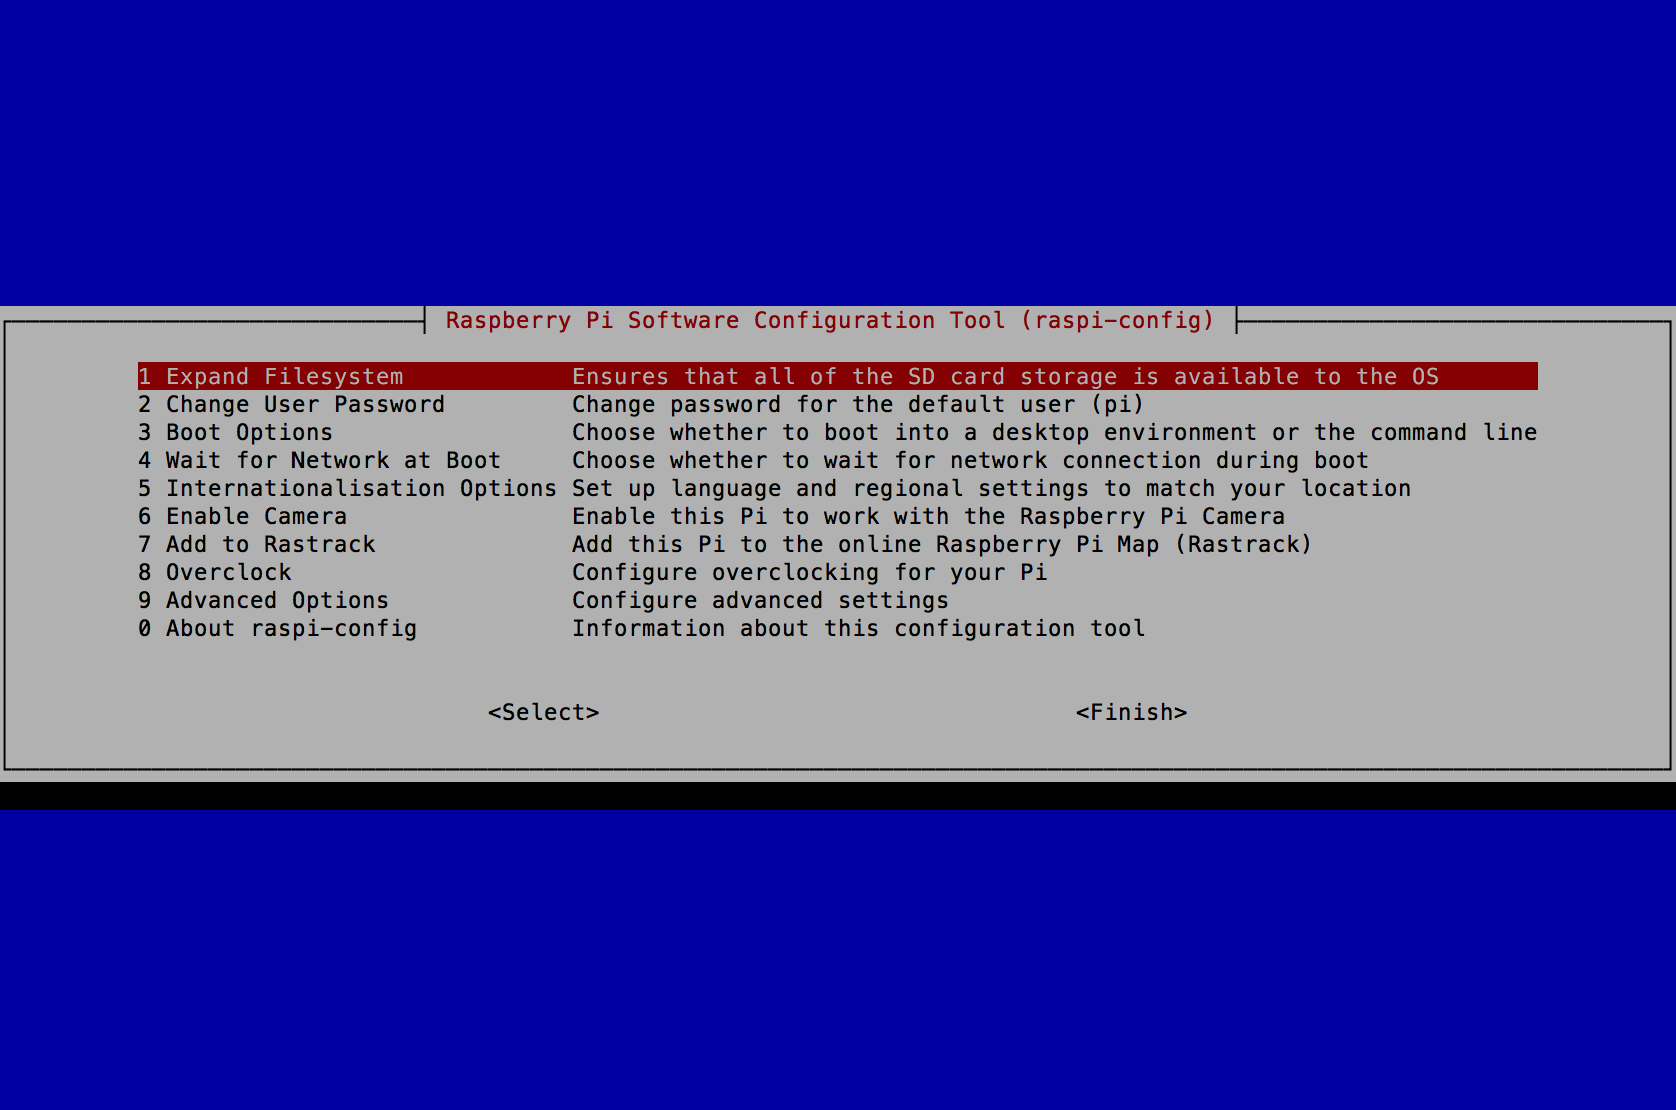 Raspberry Pi Software Configuration Tool (raspi-config)
1 Expand Filesystem Ensures that all of the SD card storage is available to the OS
2 Change User Password Change password for the default user (pi)
3 Boot Options Choose whether to boot into a desktop environment or the command line
4 Wait for Network at Boot Choose whether to wait for network connection during boot
5 Internationalisation Options Set up language and regional settings to match your location
6 Enable Camera Enable this Pi to work with the Raspberry Pi Camera
7 Add to Rastrack Add this Pi to the online Raspberry Pi Map (Rastrack)
8 Overclock Configure overclocking for your Pi
9 Advanced Options Configure advanced settings
0 About raspi-config Information about this configuration tool
<Select> <Finish>